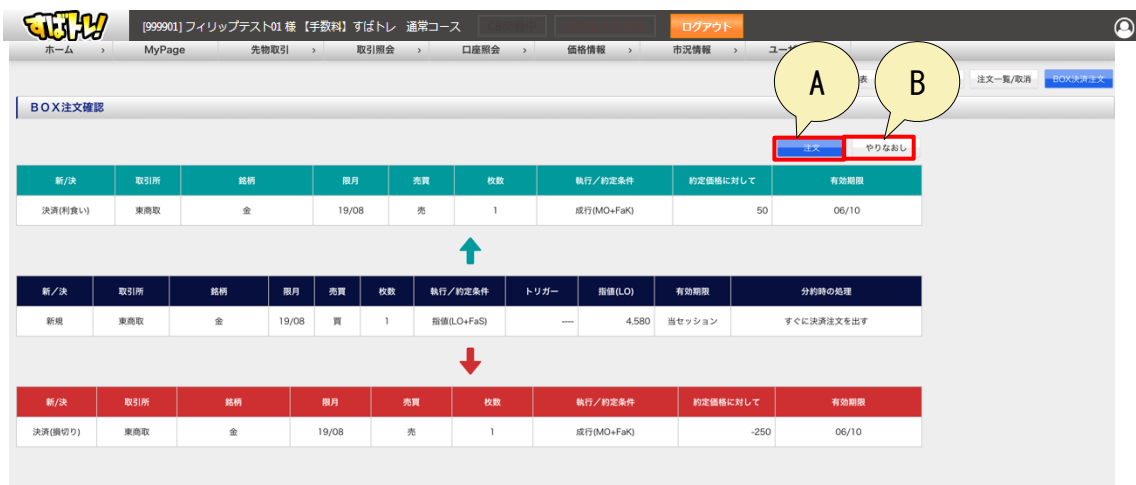 すばトレ! [999901]フィリップテスト01 様 【手数料】すばトレ 通常コース ログアウト
ホーム > MyPage 先物取引 > 取引照会 > 口座照会 > 価格情報 > 市況情報 > ユーザ
A B
表 注文一覧/取消 BOX決済注文
BOX注文確認
注文 やりなおし
新/決 取引所 銘柄 限月 売買 枚数 執行/約定条件 約定価格に対して 有効期限
決済(利食い) 東商取 金 19/08 売 1 成行(MO+FaK) 50 06/10
新/決 取引所 銘柄 限月 売買 枚数 執行/約定条件 トリガー 指値(LO) 有効期限 分約時の処理
新規 東商取 金 19/08 買 1 指値(LO+FaS) ---- 4,580 当セッション すぐに決済注文を出す
新/決 取引所 銘柄 限月 売買 枚数 執行/約定条件 約定価格に対して 有効期限
決済(損切り) 東商取 金 19/08 売 1 成行(MO+FaK) -250 06/10